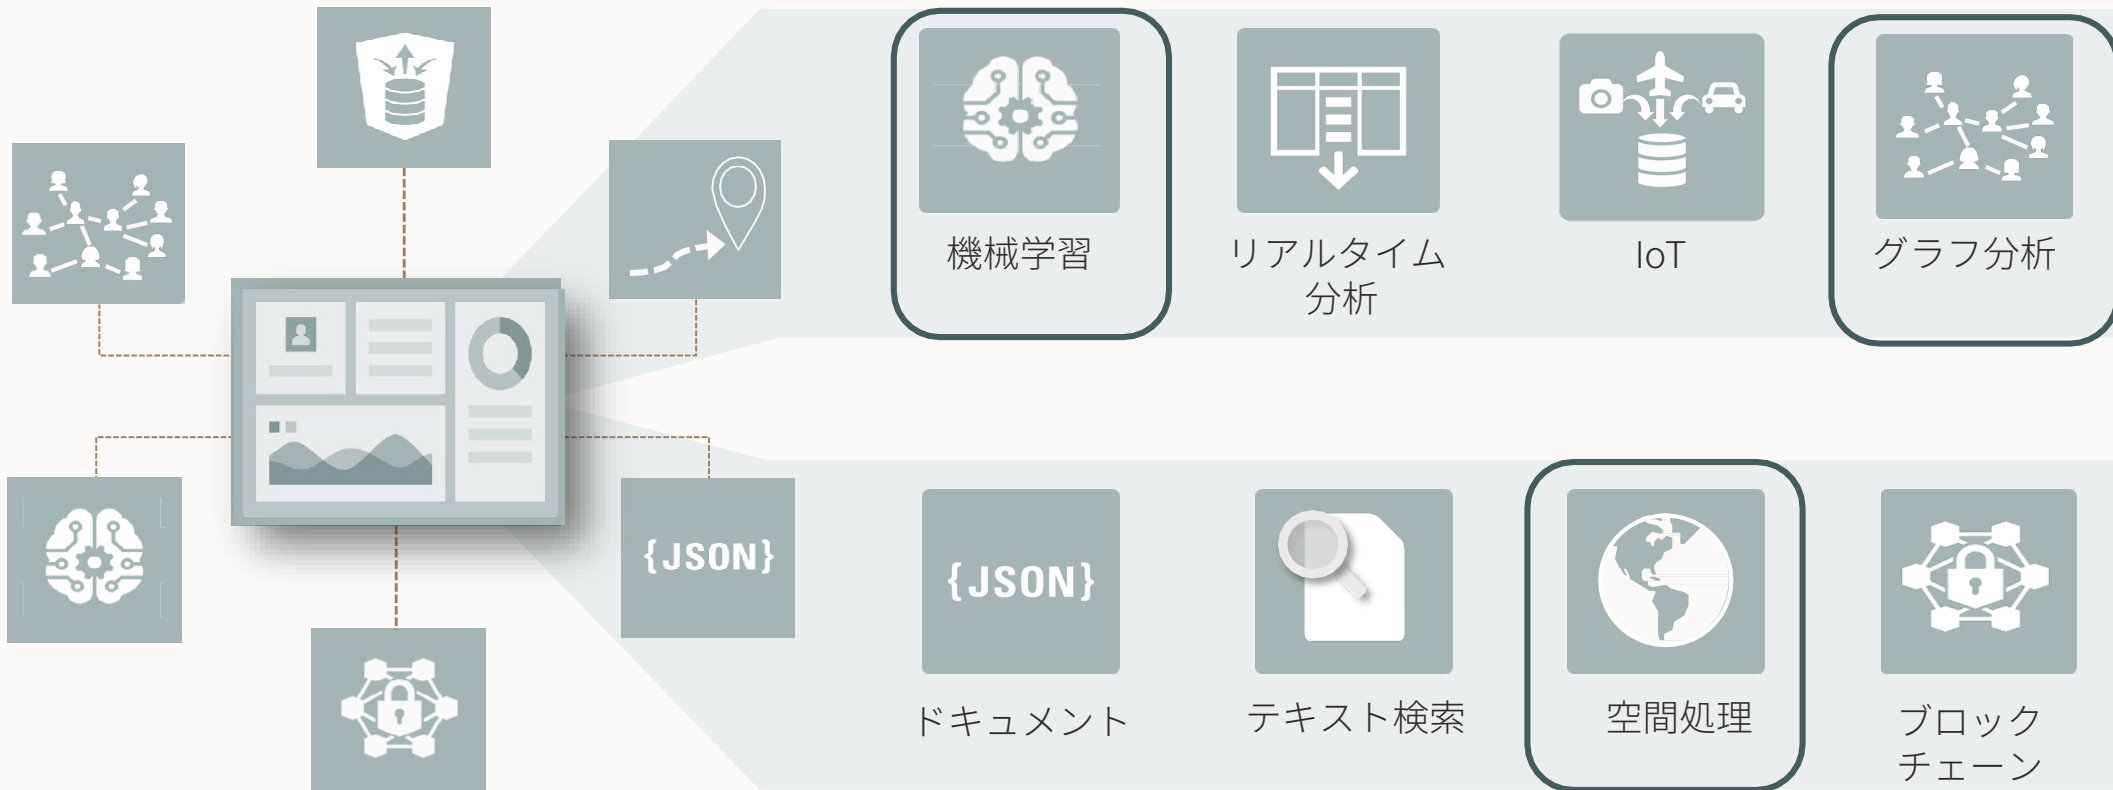 機械学習
リアルタイム
分析
IoT
グラフ分析
{JSON}
{JSON}
ドキュメント
テキスト検索
空間処理
ブロック
チェーン